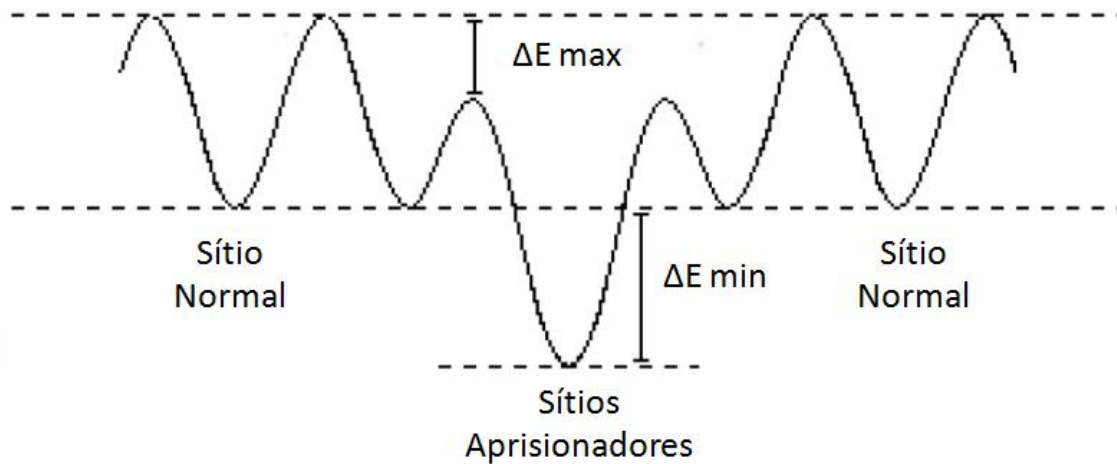 ΔE max
Sítio
Normal
Sítio
Normal
ΔE min
Sítios
Aprisionadores